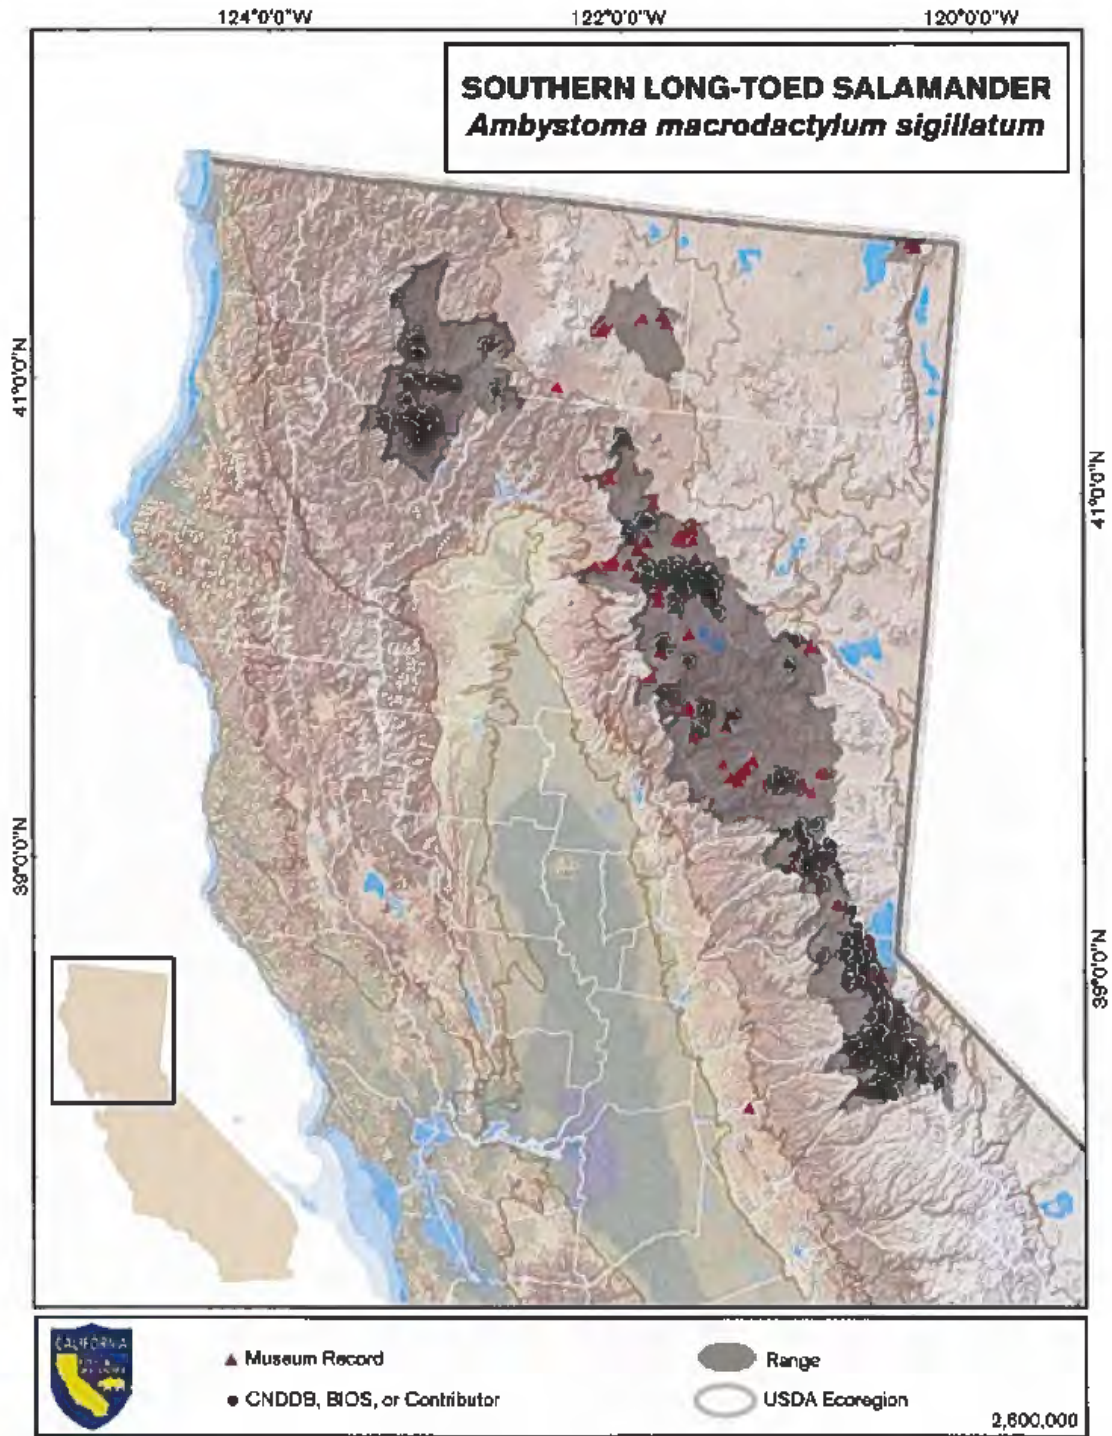 124°0'0"W 122°0'0"W 120°0'0"W
SOUTHERN LONG-TOED SALAMANDER
Ambystoma macrodactylum sigillatum
41°0'0"N
41°0'0"N
39°0'0"N
39°0'0"N
CALIFORNIA
Museum Record
Range
CNDDB, BIOS, or Contributor
USDA Ecoregion
2,600,000